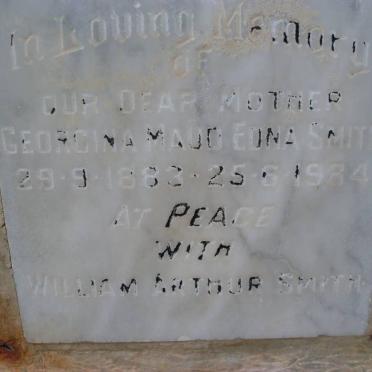 In Loving Memory
of
OUR DEAR MOTHER
GEORGINA MAUD EDNA SMITH
29-9-1883-25-6-1984
AT PEACE
WITH
WILLIAM ARTHUR SMITH